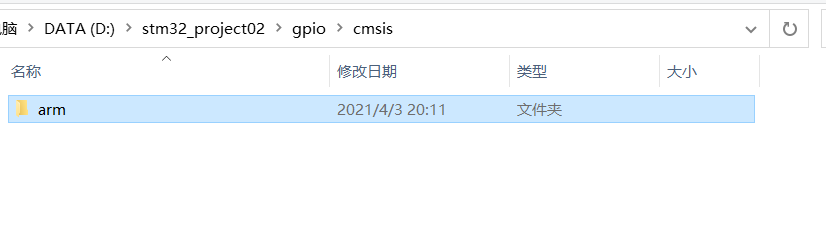 脑 > DATA (D:) > stm32_project02 > gpio > cmsis
名称 修改日期 类型 大小
arm 2021/4/3 20:11 文件夹